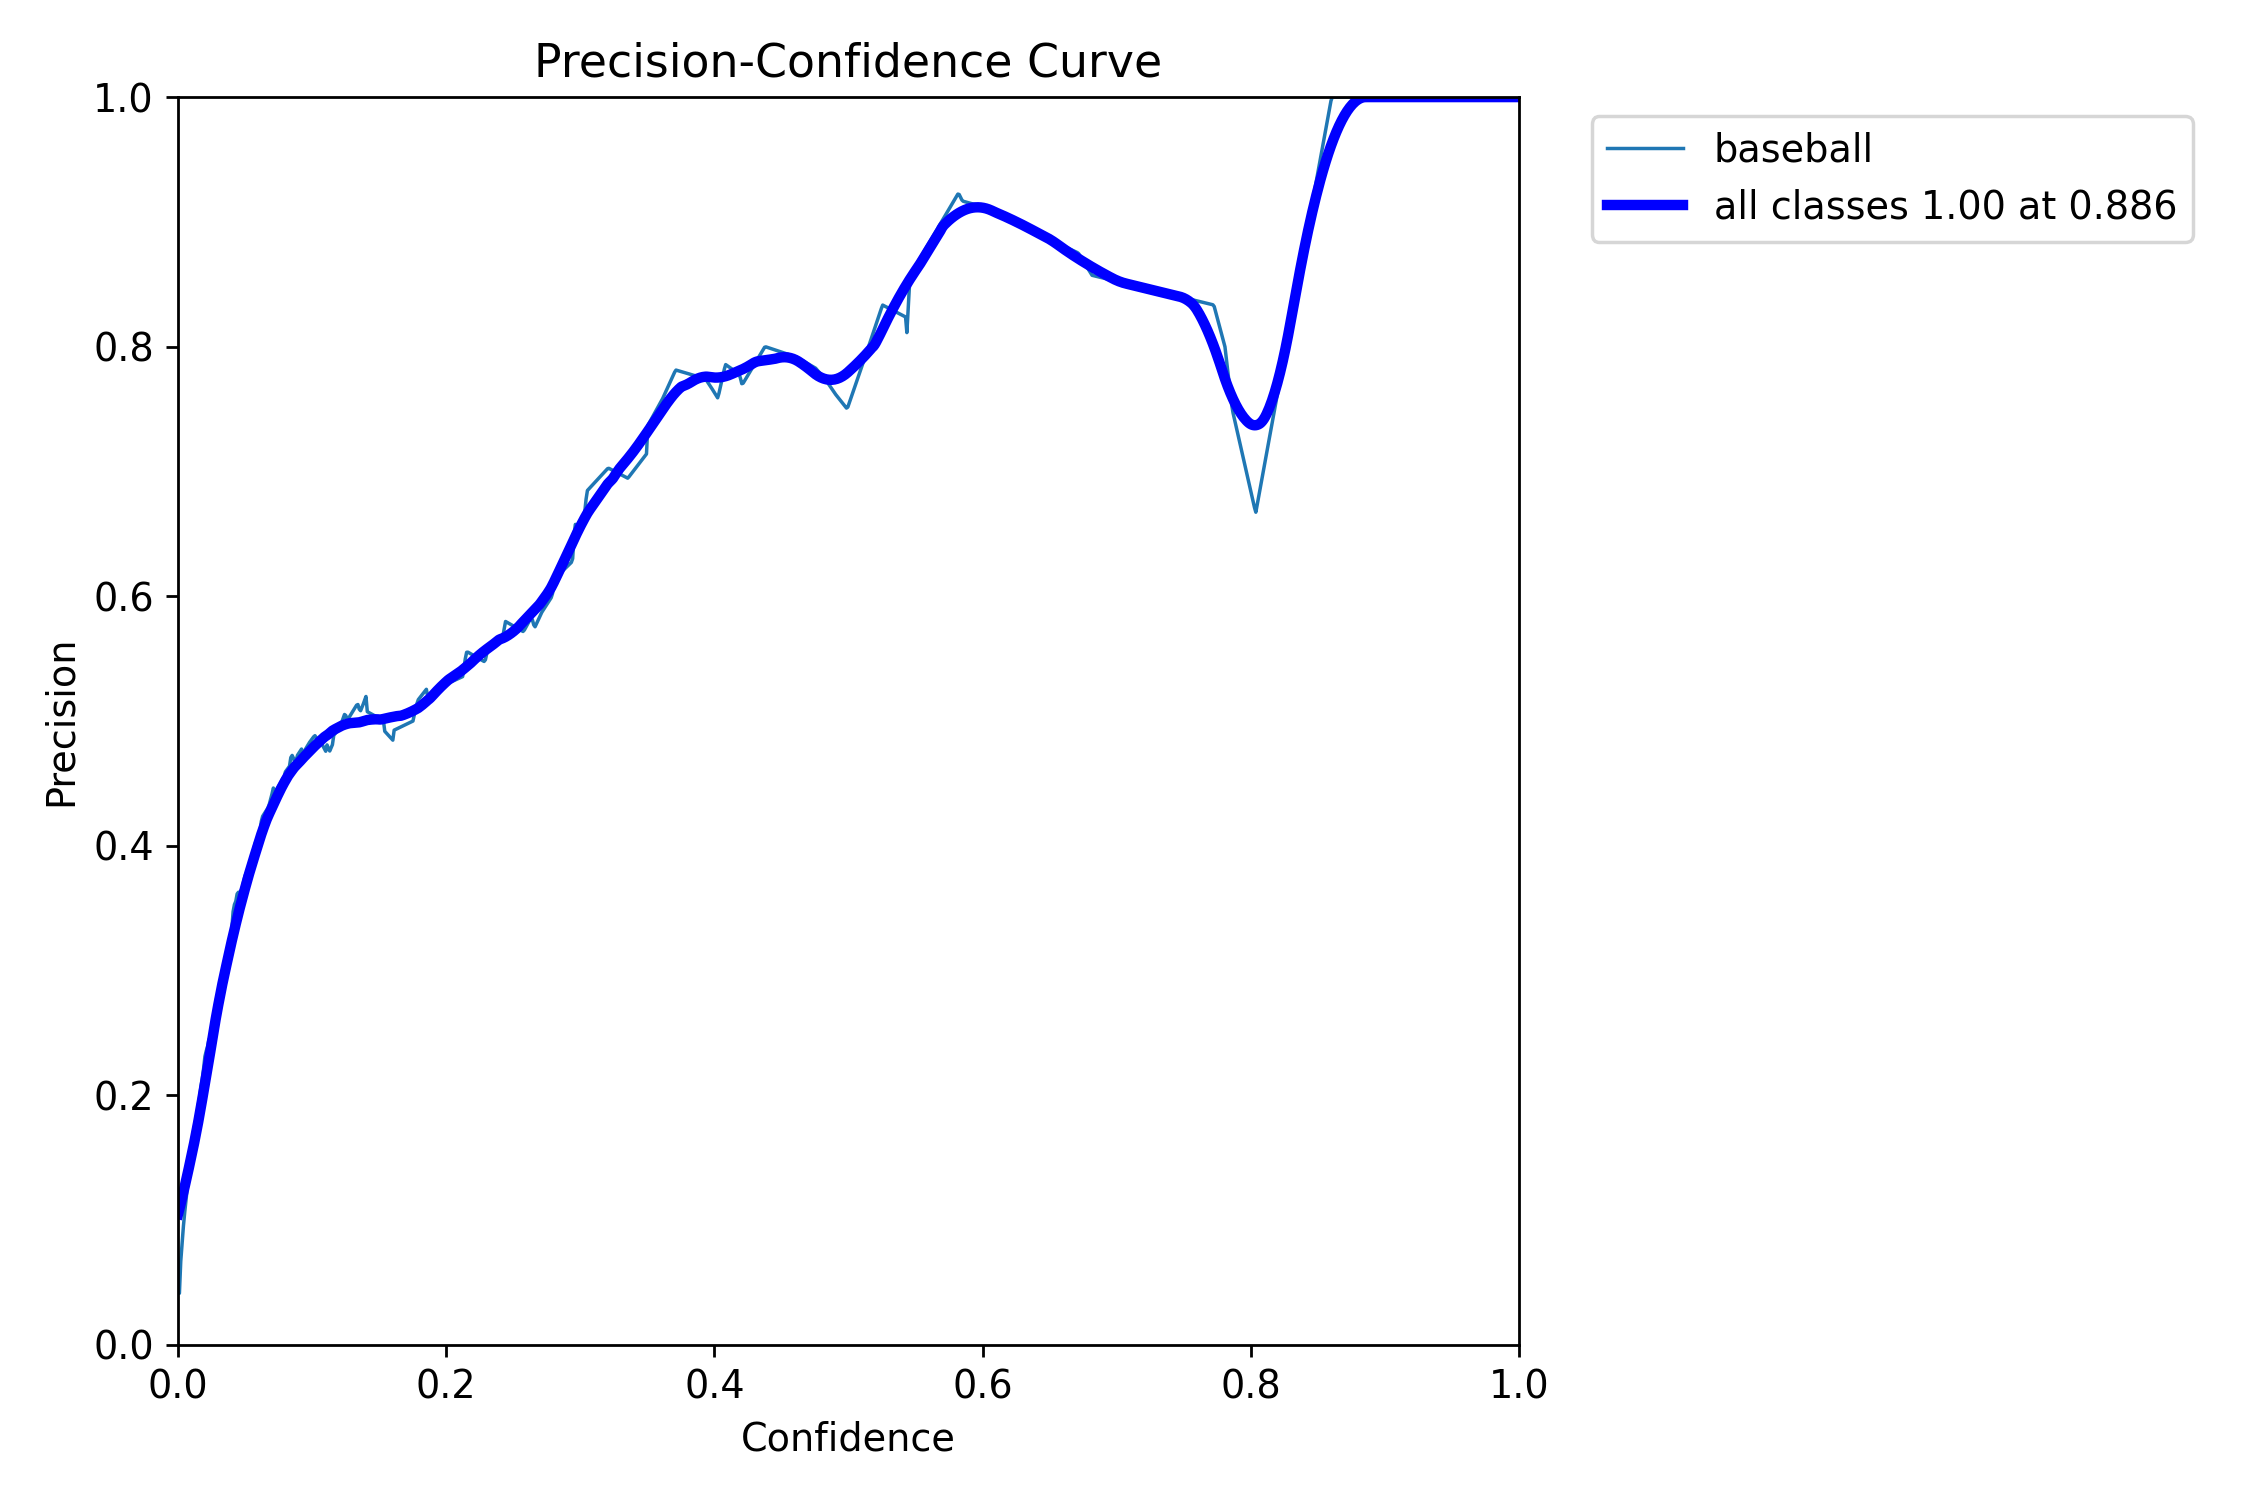 Precision-Confidence Curve
1.0
0.8
0.6
0.4
0.2
0.0
Precision
0.0 0.2 0.4 0.6 0.8 1.0
Confidence
baseball
all classes 1.00 at 0.886